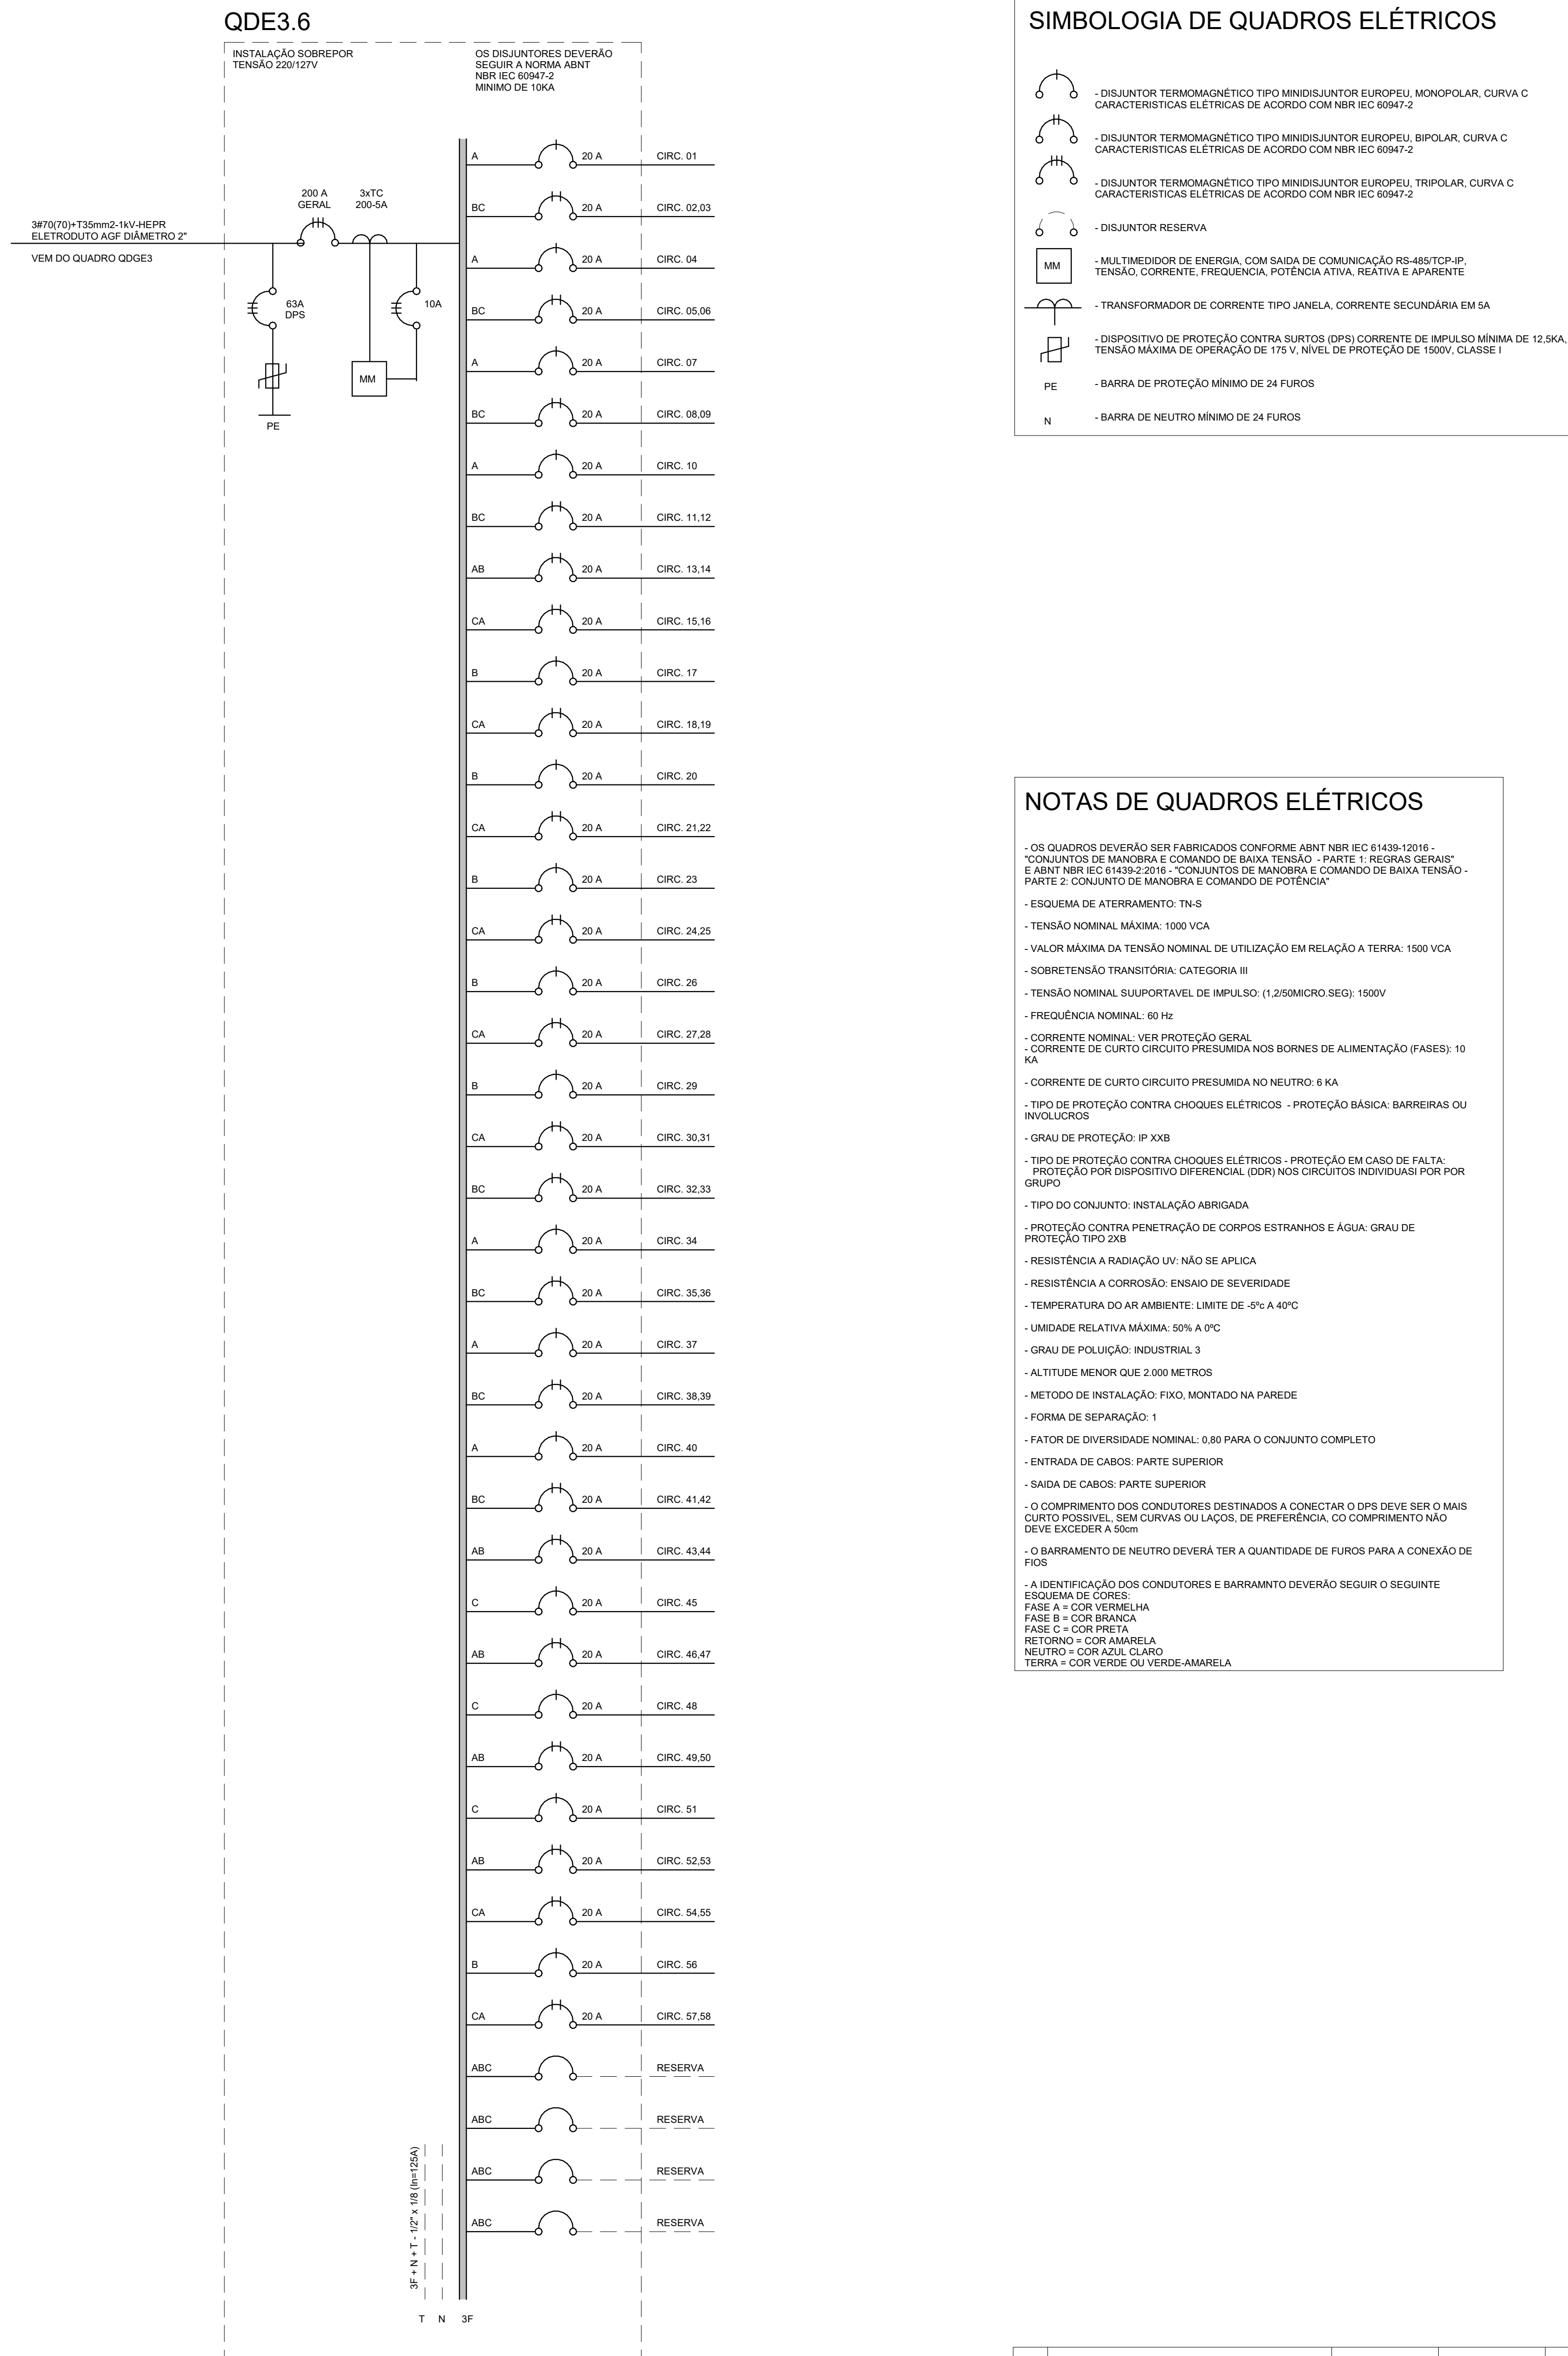 QDE3.6
INSTALAÇÃO SOBREPOR
TENSÃO 220/127V
OS DISJUNTORES DEVERÃO
SEGUIR A NORMA ABNT
NBR IEC 60947-2
MINIMO DE 10KA
3#70(70)+T35mm2-1kV-HEPR
ELETRODUTO AGF DIÂMETRO 2"
VEM DO QUADRO QDGE3
200 A
GERAL
3xTC
200-5A
63A
DPS
10A
MM
PE
A 20 A CIRC. 01
BC 20 A CIRC. 02,03
A 20 A CIRC. 04
BC 20 A CIRC. 05,06
A 20 A CIRC. 07
BC 20 A CIRC. 08,09
A 20 A CIRC. 10
BC 20 A CIRC. 11,12
AB 20 A CIRC. 13,14
CA 20 A CIRC. 15,16
B 20 A CIRC. 17
CA 20 A CIRC. 18,19
B 20 A CIRC. 20
CA 20 A CIRC. 21,22
B 20 A CIRC. 23
CA 20 A CIRC. 24,25
B 20 A CIRC. 26
CA 20 A CIRC. 27,28
B 20 A CIRC. 29
CA 20 A CIRC. 30,31
BC 20 A CIRC. 32,33
A 20 A CIRC. 34
BC 20 A CIRC. 35,36
A 20 A CIRC. 37
BC 20 A CIRC. 38,39
A 20 A CIRC. 40
BC 20 A CIRC. 41,42
AB 20 A CIRC. 43,44
C 20 A CIRC. 45
AB 20 A CIRC. 46,47
C 20 A CIRC. 48
AB 20 A CIRC. 49,50
C 20 A CIRC. 51
AB 20 A CIRC. 52,53
CA 20 A CIRC. 54,55
B 20 A CIRC. 56
CA 20 A CIRC. 57,58
ABC RESERVA
ABC RESERVA
ABC RESERVA
ABC RESERVA
3F + N + T - 1/2" x 1/8 (In=125A)
T N 3F
SIMBOLOGIA DE QUADROS ELÉTRICOS
- DISJUNTOR TERMOMAGNÉTICO TIPO MINIDISJUNTOR EUROPEU, MONOPOLAR, CURVA C
CARACTERISTICAS ELÉTRICAS DE ACORDO COM NBR IEC 60947-2
- DISJUNTOR TERMOMAGNÉTICO TIPO MINIDISJUNTOR EUROPEU, BIPOLAR, CURVA C
CARACTERISTICAS ELÉTRICAS DE ACORDO COM NBR IEC 60947-2
- DISJUNTOR TERMOMAGNÉTICO TIPO MINIDISJUNTOR EUROPEU, TRIPOLAR, CURVA C
CARACTERISTICAS ELÉTRICAS DE ACORDO COM NBR IEC 60947-2
- DISJUNTOR RESERVA
MM - MULTIMEDIDOR DE ENERGIA, COM SAIDA DE COMUNICAÇÃO RS-485/TCP-IP,
TENSÃO, CORRENTE, FREQUENCIA, POTÊNCIA ATIVA, REATIVA E APARENTE
- TRANSFORMADOR DE CORRENTE TIPO JANELA, CORRENTE SECUNDÁRIA EM 5A
- DISPOSITIVO DE PROTEÇÃO CONTRA SURTOS (DPS) CORRENTE DE IMPULSO MÍNIMA DE 12,5KA,
TENSÃO MÁXIMA DE OPERAÇÃO DE 175 V, NÍVEL DE PROTEÇÃO DE 1500V, CLASSE I
PE - BARRA DE PROTEÇÃO MÍNIMO DE 24 FUROS
N - BARRA DE NEUTRO MÍNIMO DE 24 FUROS
NOTAS DE QUADROS ELÉTRICOS
- OS QUADROS DEVERÃO SER FABRICADOS CONFORME ABNT NBR IEC 61439-12016 -
"CONJUNTOS DE MANOBRA E COMANDO DE BAIXA TENSÃO - PARTE 1: REGRAS GERAIS"
E ABNT NBR IEC 61439-2:2016 - "CONJUNTOS DE MANOBRA E COMANDO DE BAIXA TENSÃO -
PARTE 2: CONJUNTO DE MANOBRA E COMANDO DE POTÊNCIA"
- ESQUEMA DE ATERRAMENTO: TN-S
- TENSÃO NOMINAL MÁXIMA: 1000 VCA
- VALOR MÁXIMA DA TENSÃO NOMINAL DE UTILIZAÇÃO EM RELAÇÃO A TERRA: 1500 VCA
- SOBRETENSÃO TRANSITÓRIA: CATEGORIA III
- TENSÃO NOMINAL SUUPORTAVEL DE IMPULSO: (1,2/50MICRO.SEG): 1500V
- FREQUÊNCIA NOMINAL: 60 Hz
- CORRENTE NOMINAL: VER PROTEÇÃO GERAL
- CORRENTE DE CURTO CIRCUITO PRESUMIDA NOS BORNES DE ALIMENTAÇÃO (FASES): 10
KA
- CORRENTE DE CURTO CIRCUITO PRESUMIDA NO NEUTRO: 6 KA
- TIPO DE PROTEÇÃO CONTRA CHOQUES ELÉTRICOS - PROTEÇÃO BÁSICA: BARREIRAS OU
INVOLUCROS
- GRAU DE PROTEÇÃO: IP XXB
- TIPO DE PROTEÇÃO CONTRA CHOQUES ELÉTRICOS - PROTEÇÃO EM CASO DE FALTA:
PROTEÇÃO POR DISPOSITIVO DIFERENCIAL (DDR) NOS CIRCUITOS INDIVIDUASI POR POR
GRUPO
- TIPO DO CONJUNTO: INSTALAÇÃO ABRIGADA
- PROTEÇÃO CONTRA PENETRAÇÃO DE CORPOS ESTRANHOS E ÁGUA: GRAU DE
PROTEÇÃO TIPO 2XB
- RESISTÊNCIA A RADIAÇÃO UV: NÃO SE APLICA
- RESISTÊNCIA A CORROSÃO: ENSAIO DE SEVERIDADE
- TEMPERATURA DO AR AMBIENTE: LIMITE DE -5ºc A 40ºC
- UMIDADE RELATIVA MÁXIMA: 50% A 0ºC
- GRAU DE POLUIÇÃO: INDUSTRIAL 3
- ALTITUDE MENOR QUE 2.000 METROS
- METODO DE INSTALAÇÃO: FIXO, MONTADO NA PAREDE
- FORMA DE SEPARAÇÃO: 1
- FATOR DE DIVERSIDADE NOMINAL: 0,80 PARA O CONJUNTO COMPLETO
- ENTRADA DE CABOS: PARTE SUPERIOR
- SAIDA DE CABOS: PARTE SUPERIOR
- O COMPRIMENTO DOS CONDUTORES DESTINADOS A CONECTAR O DPS DEVE SER O MAIS
CURTO POSSIVEL, SEM CURVAS OU LAÇOS, DE PREFERÊNCIA, CO COMPRIMENTO NÃO
DEVE EXCEDER A 50cm
- O BARRAMENTO DE NEUTRO DEVERÁ TER A QUANTIDADE DE FUROS PARA A CONEXÃO DE
FIOS
- A IDENTIFICAÇÃO DOS CONDUTORES E BARRAMNTO DEVERÃO SEGUIR O SEGUINTE
ESQUEMA DE CORES:
FASE A = COR VERMELHA
FASE B = COR BRANCA
FASE C = COR PRETA
RETORNO = COR AMARELA
NEUTRO = COR AZUL CLARO
TERRA = COR VERDE OU VERDE-AMARELA